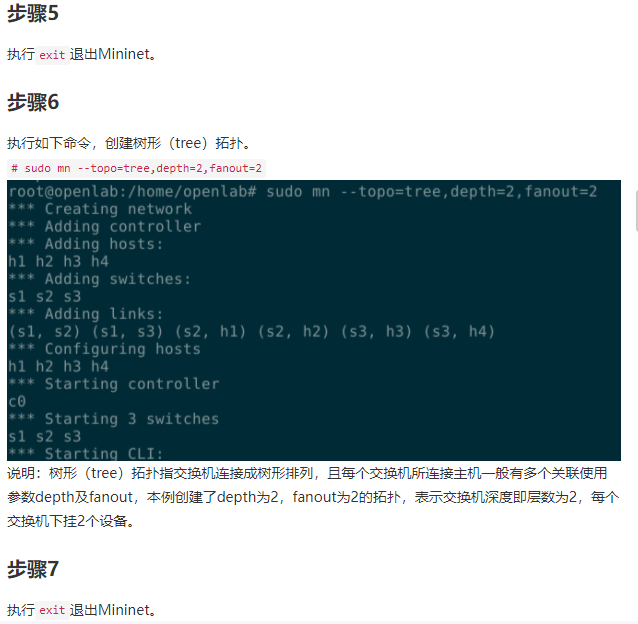 步骤5
执行 exit 退出Mininet。
步骤6
执行如下命令，创建树形（tree）拓扑。
# sudo mn --topo=tree,depth=2,fanout=2
root@openlab:/home/openlab# sudo mn --topo=tree,depth=2,fanout=2
*** Creating network
*** Adding controller
*** Adding hosts:
h1 h2 h3 h4
*** Adding switches:
s1 s2 s3
*** Adding links:
(s1, s2) (s1, s3) (s2, h1) (s2, h2) (s3, h3) (s3, h4)
*** Configuring hosts
h1 h2 h3 h4
*** Starting controller
c0
*** Starting 3 switches
s1 s2 s3
*** Starting CLI:
说明：树形（tree）拓扑指交换机连接成树形排列，且每个交换机所连接主机一般有多个关联使用
参数depth及fanout，本例创建了depth为2，fanout为2的拓扑，表示交换机深度即层数为2，每个
交换机下挂2个设备。
步骤7
执行 exit 退出Mininet。